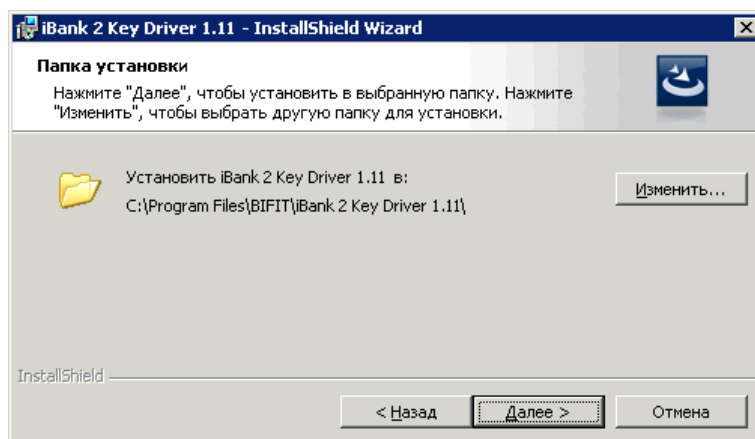 iBank 2 Key Driver 1.11 - InstallShield Wizard
Папка установки
Нажмите "Далее", чтобы установить в выбранную папку. Нажмите
"Изменить", чтобы выбрать другую папку для установки.
Установить iBank 2 Key Driver 1.11 в:
C:\Program Files\BIFIT\iBank 2 Key Driver 1.11\
Изменить...
InstallShield
< Назад
Далее >
Отмена